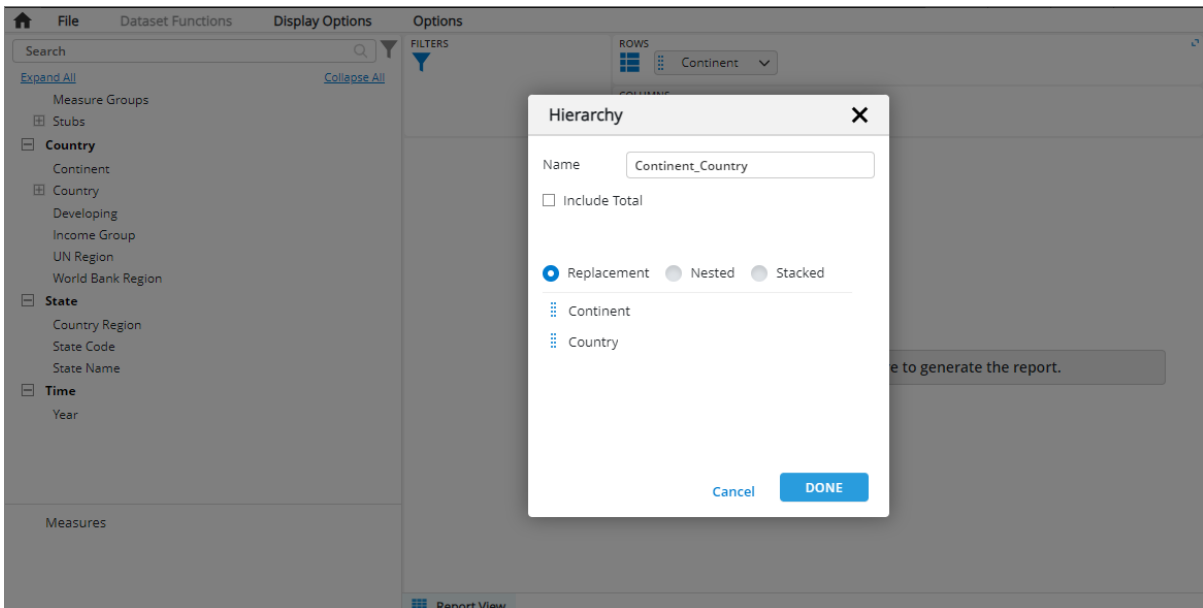 File Dataset Functions Display Options Options
Search
Expand All Collapse All
Measure Groups
Stubs
Country
Continent
Country
Developing
Income Group
UN Region
World Bank Region
State
Country Region
State Code
State Name
Time
Year
Measures
FILTERS
ROWS
Continent
COLUMNS
Hierarchy
Name Continent_Country
Include Total
Replacement Nested Stacked
Continent
Country
Cancel DONE
e to generate the report.
Report View